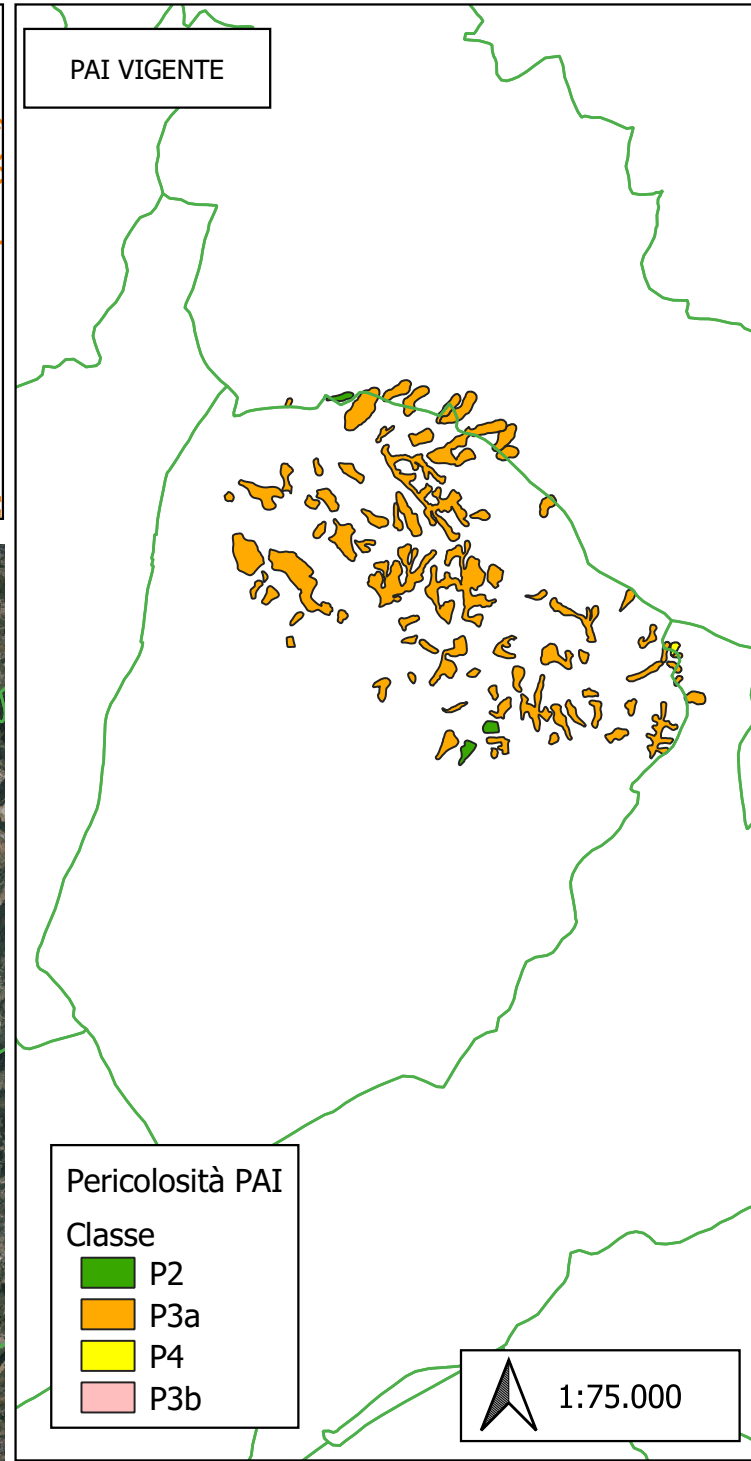 PAI VIGENTE
Pericolosità PAI
Classe
P2
P3a
P4
P3b
1:75.000